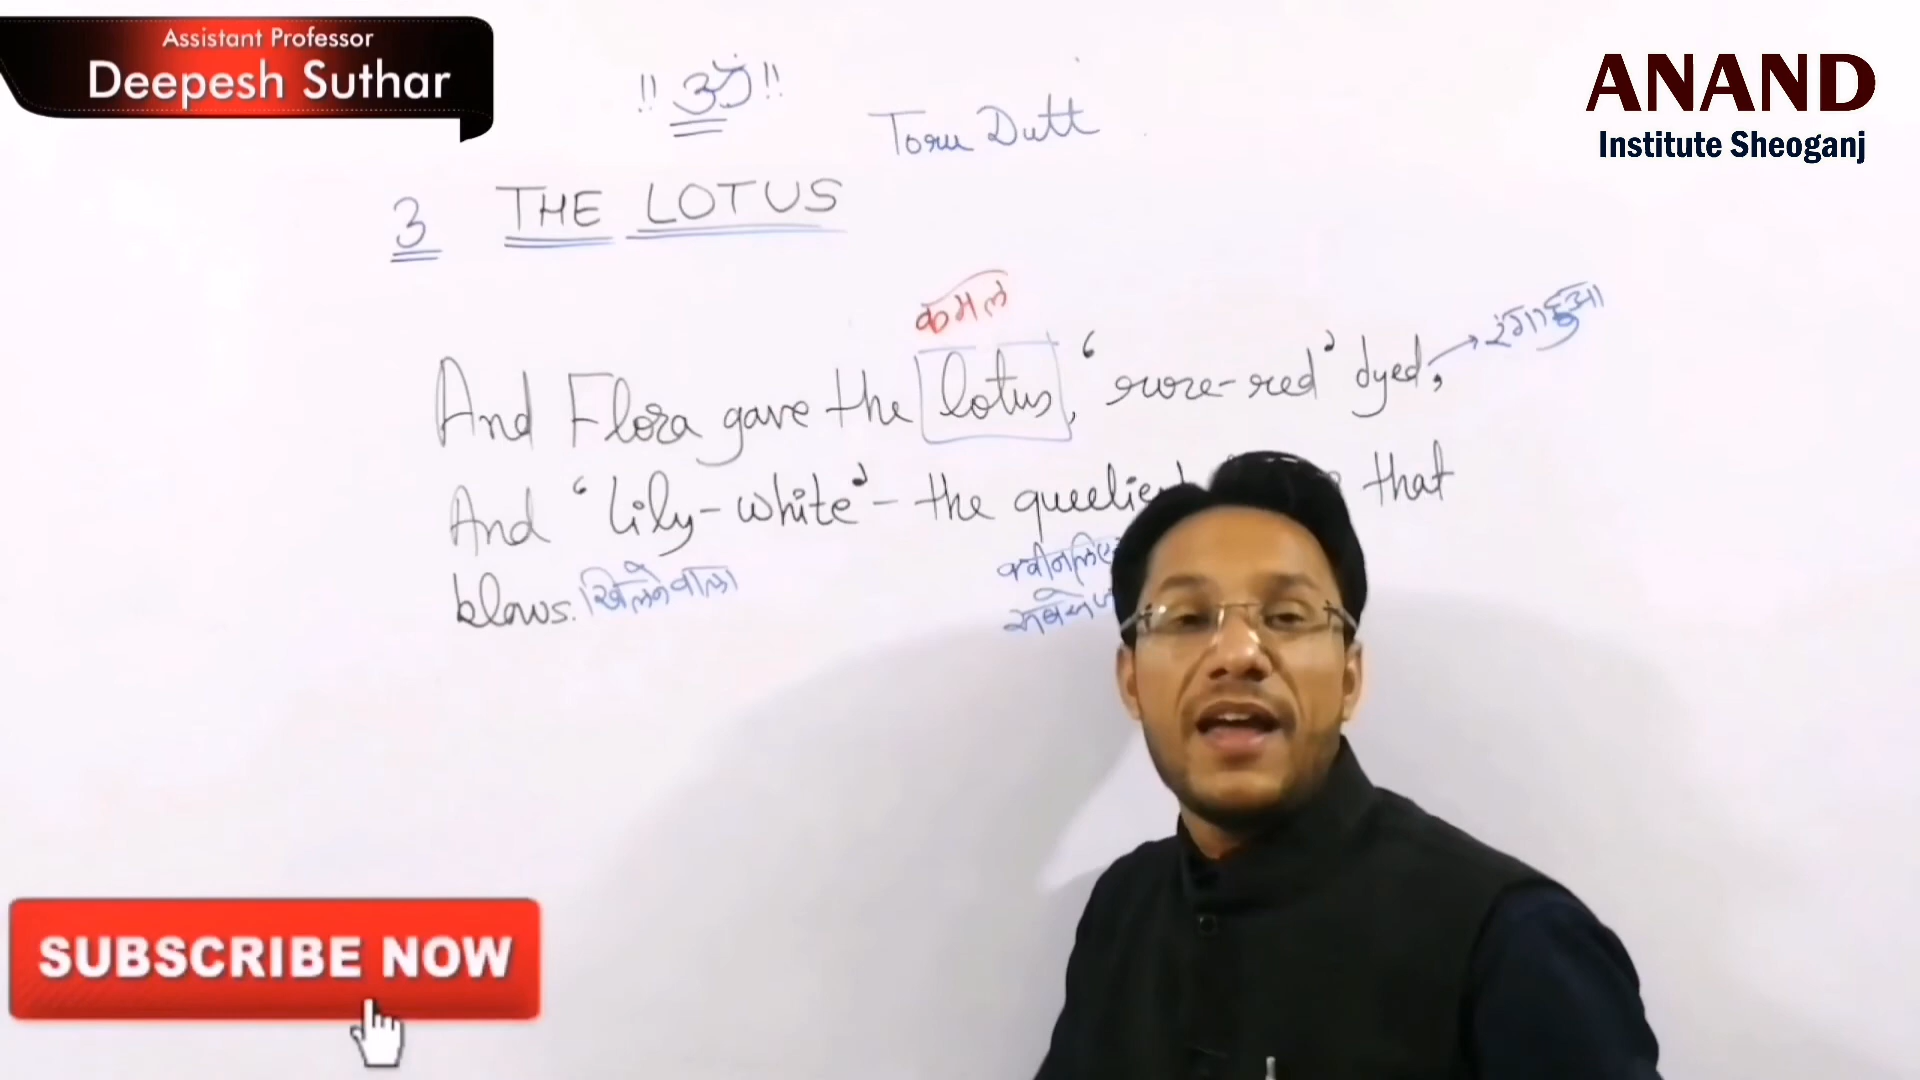 Assistant Professor
Deepesh Suthar
ANAND
Institute Sheoganj
!! ॐ !!
Toru Dutt
3 THE LOTUS
कमल
रंगा हुआ
And Flora gave the lotus, ‘rose-red’ dyed,
And ‘lily-white’ - the queeliest that
blows. खिलने वाला
SUBSCRIBE NOW